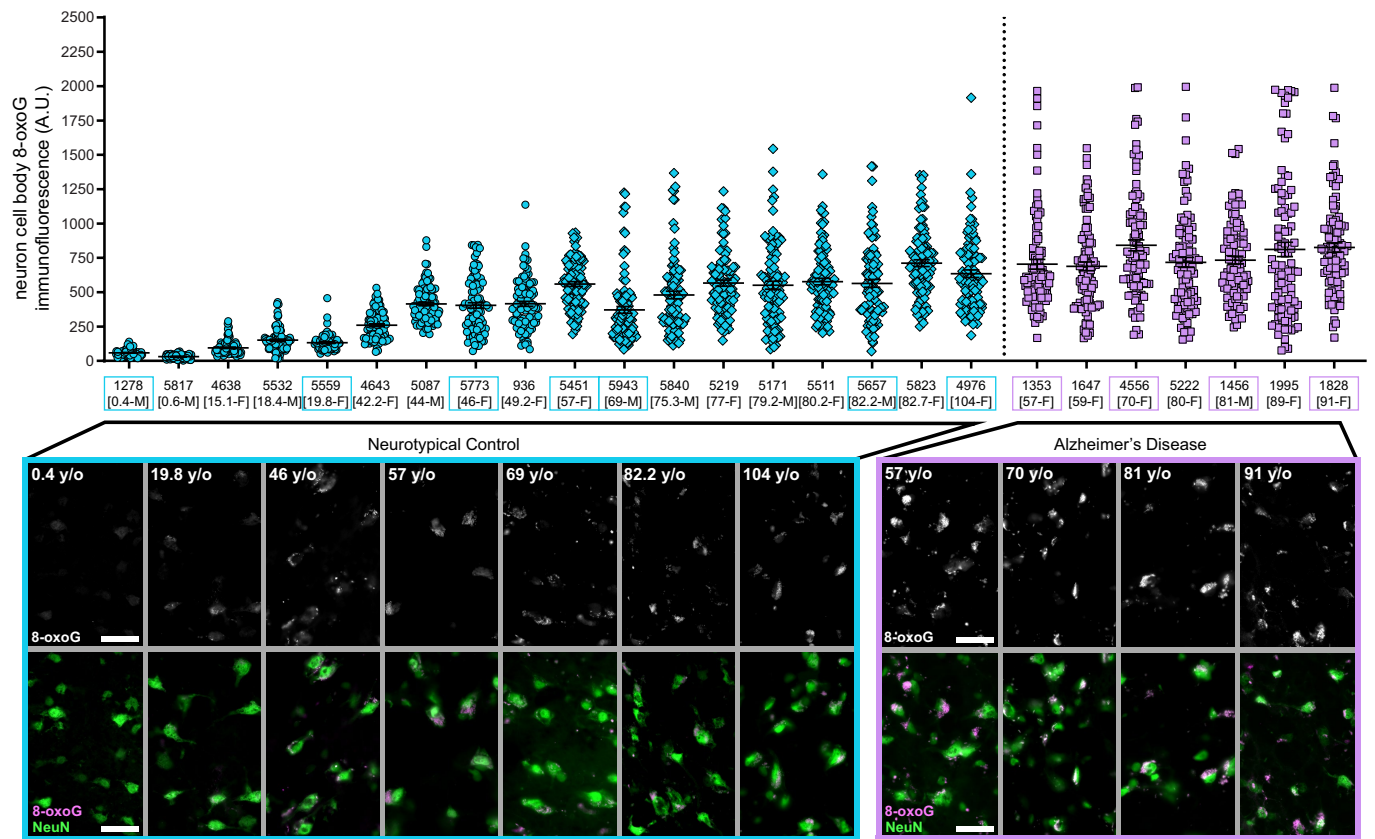 2500
2250
2000
1750
1500
1250
1000
750
500
250
0
neuron cell body 8-oxoG
immunofluorescence (A.U.)
1278 5817 4638 5532 5559 4643 5087 5773 936 5451 5943 5840 5219 5171 5511 5657 5823 4976 1353 1647 4556 5222 1456 1995 1828
[0.4-M] [0.6-M] [15.1-F] [18.4-M] [19.8-F] [42.2-F] [44-M] [46-F] [49.2-F] [57-F] [69-M] [75.3-M] [77-F] [79.2-M] [80.2-F] [82.2-M] [82.7-F] [104-F] [57-F] [59-F] [70-F] [80-F] [81-M] [89-F] [91-F]
Neurotypical Control
Alzheimer's Disease
0.4 y/o 19.8 y/o 46 y/o 57 y/o 69 y/o 82.2 y/o 104 y/o 57 y/o 70 y/o 81 y/o 91 y/o
8-oxoG
8-oxoG
8-oxoG
NeuN
8-oxoG
NeuN